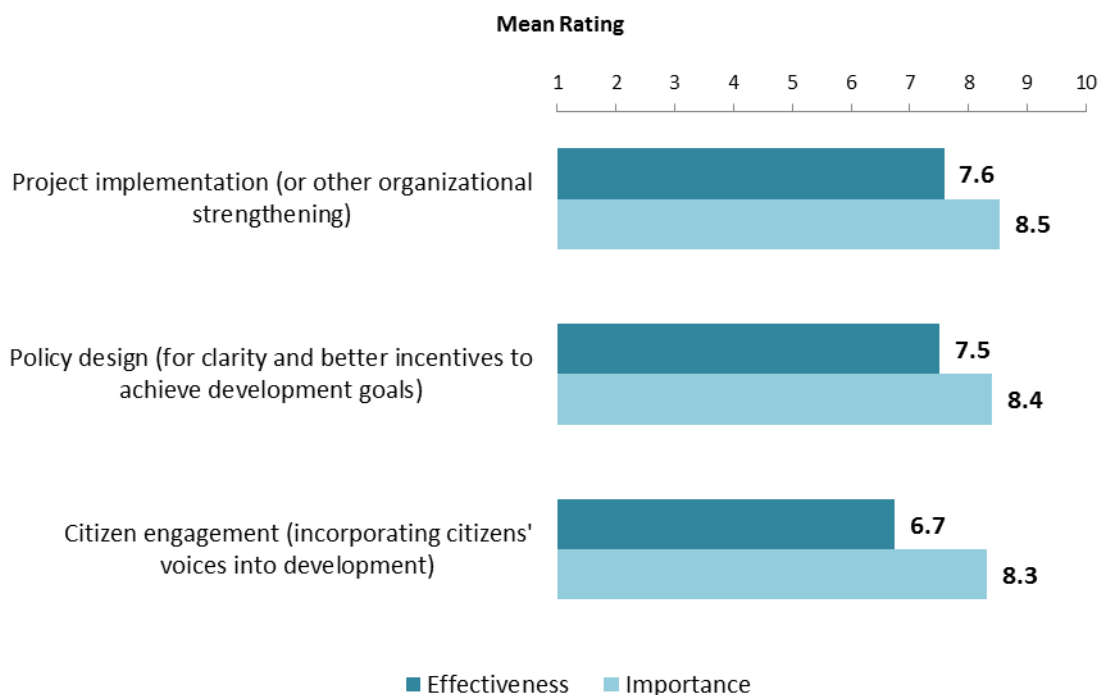 Mean Rating
1 2 3 4 5 6 7 8 9 10
Project implementation (or other organizational
strengthening)
7.6
8.5
Policy design (for clarity and better incentives to
achieve development goals)
7.5
8.4
Citizen engagement (incorporating citizens'
voices into development)
6.7
8.3
Effectiveness Importance